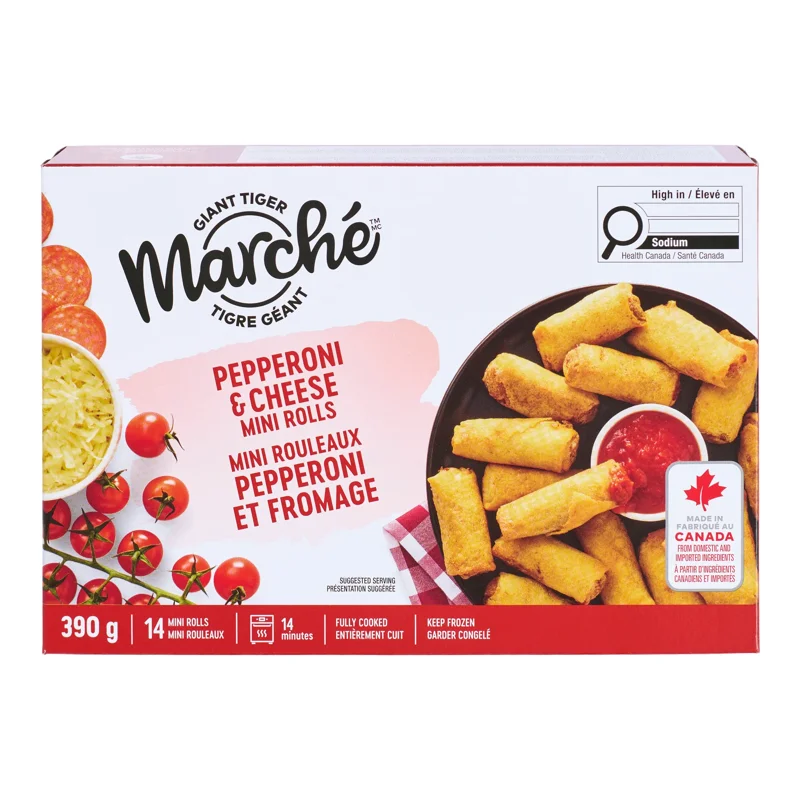 GIANT TIGER
Marché
TM
MC
TIGRE GÉANT
High in / Élevé en
Sodium
Health Canada / Santé Canada
PEPPERONI
& CHEESE
MINI ROLLS
MINI ROULEAUX
PEPPERONI
ET FROMAGE
MADE IN
FABRIQUÉ AU
CANADA
FROM DOMESTIC AND
IMPORTED INGREDIENTS
À PARTIR D'INGRÉDIENTS
CANADIENS ET IMPORTÉS
SUGGESTED SERVING
PRÉSENTATION SUGGÉRÉE
390 g
14 MINI ROLLS
MINI ROULEAUX
14
minutes
FULLY COOKED
ENTIÈREMENT CUIT
KEEP FROZEN
GARDER CONGELÉ